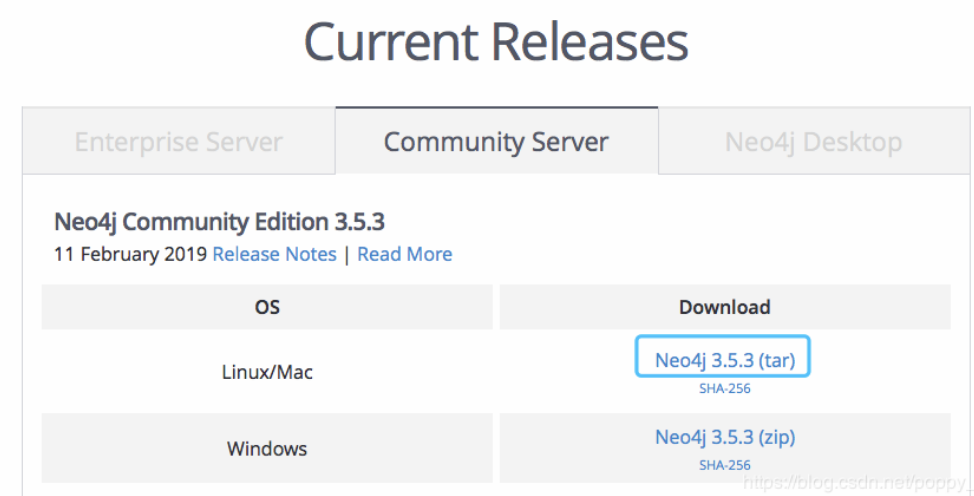 Current Releases
Enterprise Server
Community Server
Neo4j Desktop
Neo4j Community Edition 3.5.3
11 February 2019 Release Notes | Read More
OS
Download
Linux/Mac
Neo4j 3.5.3 (tar)
SHA-256
Windows
Neo4j 3.5.3 (zip)
SHA-256
https://blog.csdn.net/poppy_